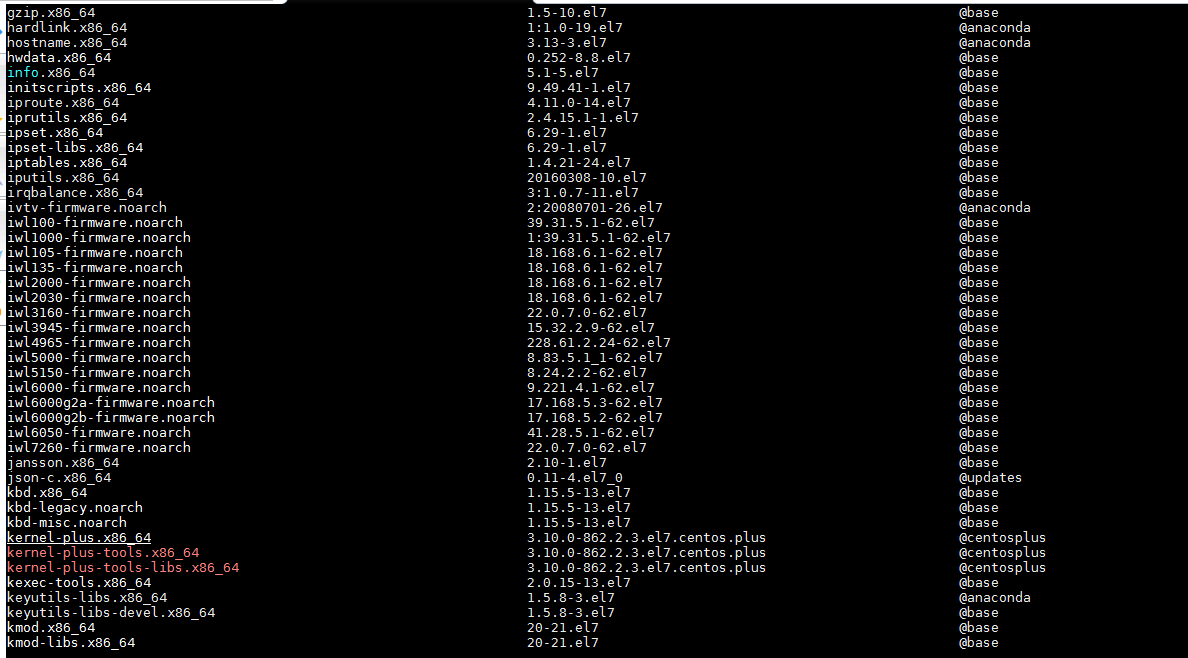 gzip.x86_64 1.5-10.el7 @base
hardlink.x86_64 1:1.0-19.el7 @anaconda
hostname.x86_64 3.13-3.el7 @anaconda
hwdata.x86_64 0.252-8.8.el7 @base
info.x86_64 5.1-5.el7 @base
initscripts.x86_64 9.49.41-1.el7 @base
iproute.x86_64 4.11.0-14.el7 @base
iprutils.x86_64 2.4.15.1-1.el7 @base
ipset.x86_64 6.29-1.el7 @base
ipset-libs.x86_64 6.29-1.el7 @base
iptables.x86_64 1.4.21-24.el7 @base
iputils.x86_64 20160308-10.el7 @base
irqbalance.x86_64 3:1.0.7-11.el7 @base
ivtv-firmware.noarch 2:20080701-26.el7 @anaconda
iwl100-firmware.noarch 39.31.5.1-62.el7 @base
iwl1000-firmware.noarch 1:39.31.5.1-62.el7 @base
iwl105-firmware.noarch 18.168.6.1-62.el7 @base
iwl135-firmware.noarch 18.168.6.1-62.el7 @base
iwl2000-firmware.noarch 18.168.6.1-62.el7 @base
iwl2030-firmware.noarch 18.168.6.1-62.el7 @base
iwl3160-firmware.noarch 22.0.7.0-62.el7 @base
iwl3945-firmware.noarch 15.32.2.9-62.el7 @base
iwl4965-firmware.noarch 228.61.2.24-62.el7 @base
iwl5000-firmware.noarch 8.83.5.1_1-62.el7 @base
iwl5150-firmware.noarch 8.24.2.2-62.el7 @base
iwl6000-firmware.noarch 9.221.4.1-62.el7 @base
iwl6000g2a-firmware.noarch 17.168.5.3-62.el7 @base
iwl6000g2b-firmware.noarch 17.168.5.2-62.el7 @base
iwl6050-firmware.noarch 41.28.5.1-62.el7 @base
iwl7260-firmware.noarch 22.0.7.0-62.el7 @base
jansson.x86_64 2.10-1.el7 @base
json-c.x86_64 0.11-4.el7_0 @updates
kbd.x86_64 1.15.5-13.el7 @base
kbd-legacy.noarch 1.15.5-13.el7 @base
kbd-misc.noarch 1.15.5-13.el7 @base
kernel-plus.x86_64 3.10.0-862.2.3.el7.centos.plus @centosplus
kernel-plus-tools.x86_64 3.10.0-862.2.3.el7.centos.plus @centosplus
kernel-plus-tools-libs.x86_64 3.10.0-862.2.3.el7.centos.plus @centosplus
kexec-tools.x86_64 2.0.15-13.el7 @base
keyutils-libs.x86_64 1.5.8-3.el7 @anaconda
keyutils-libs-devel.x86_64 1.5.8-3.el7 @base
kmod.x86_64 20-21.el7 @base
kmod-libs.x86_64 20-21.el7 @base